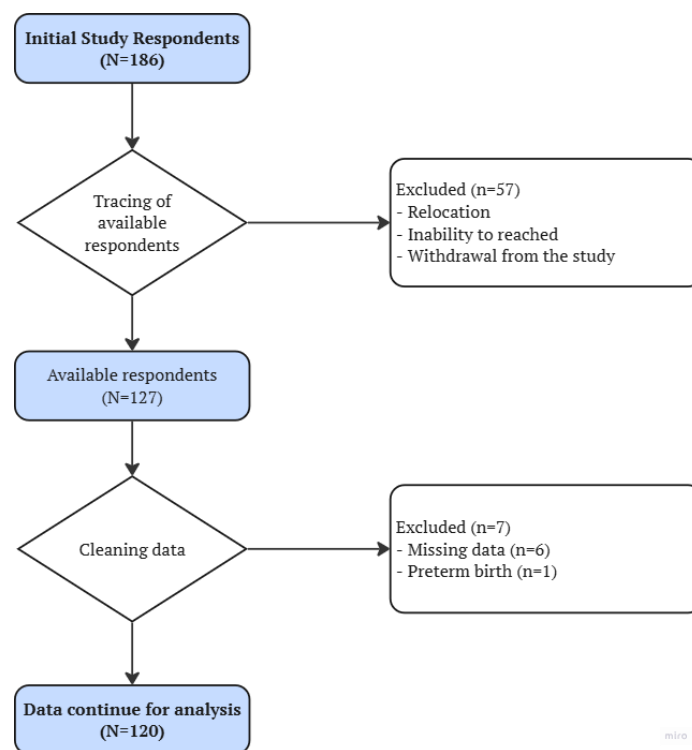 Initial Study Respondents
(N=186)
Tracing of
available
respondents
Excluded (n=57)
- Relocation
- Inability to reached
- Withdrawal from the study
Available respondents
(N=127)
Cleaning data
Excluded (n=7)
- Missing data (n=6)
- Preterm birth (n=1)
Data continue for analysis
(N=120)
miro